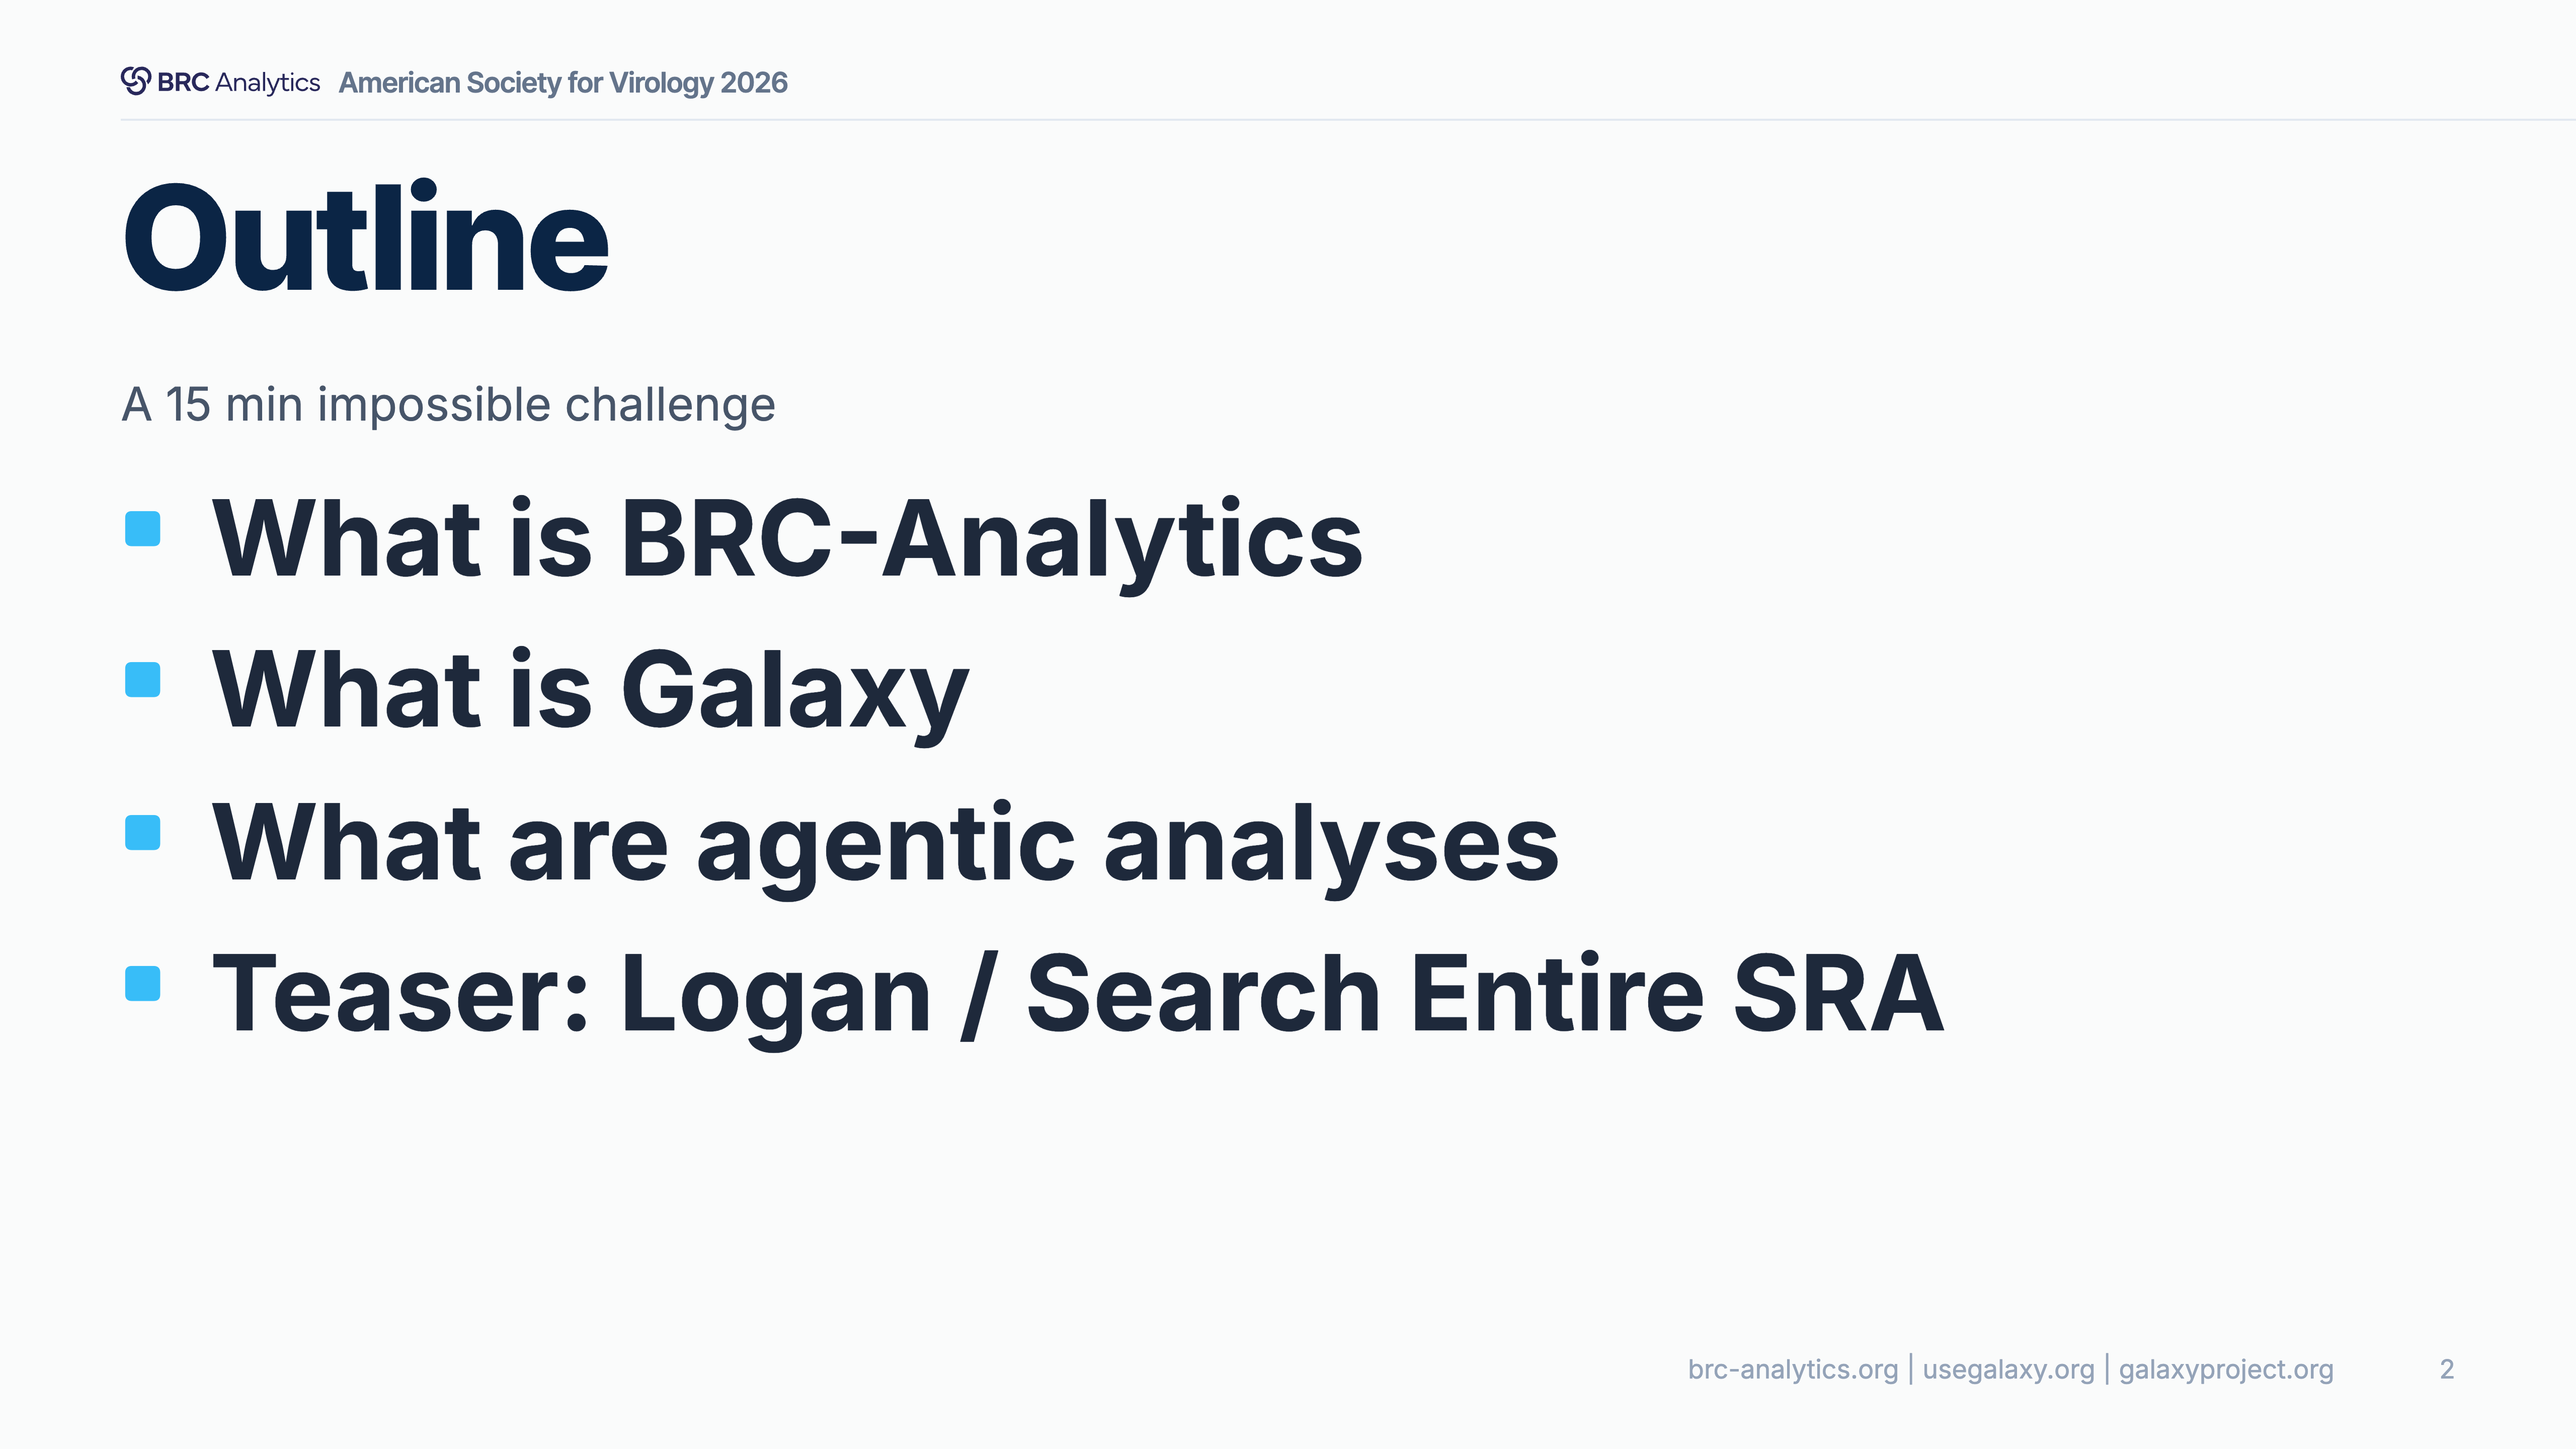 BRC Analytics American Society for Virology 2026
Outline
A 15 min impossible challenge
What is BRC-Analytics
What is Galaxy
What are agentic analyses
Teaser: Logan / Search Entire SRA
brc-analytics.org | usegalaxy.org | galaxyproject.org 2